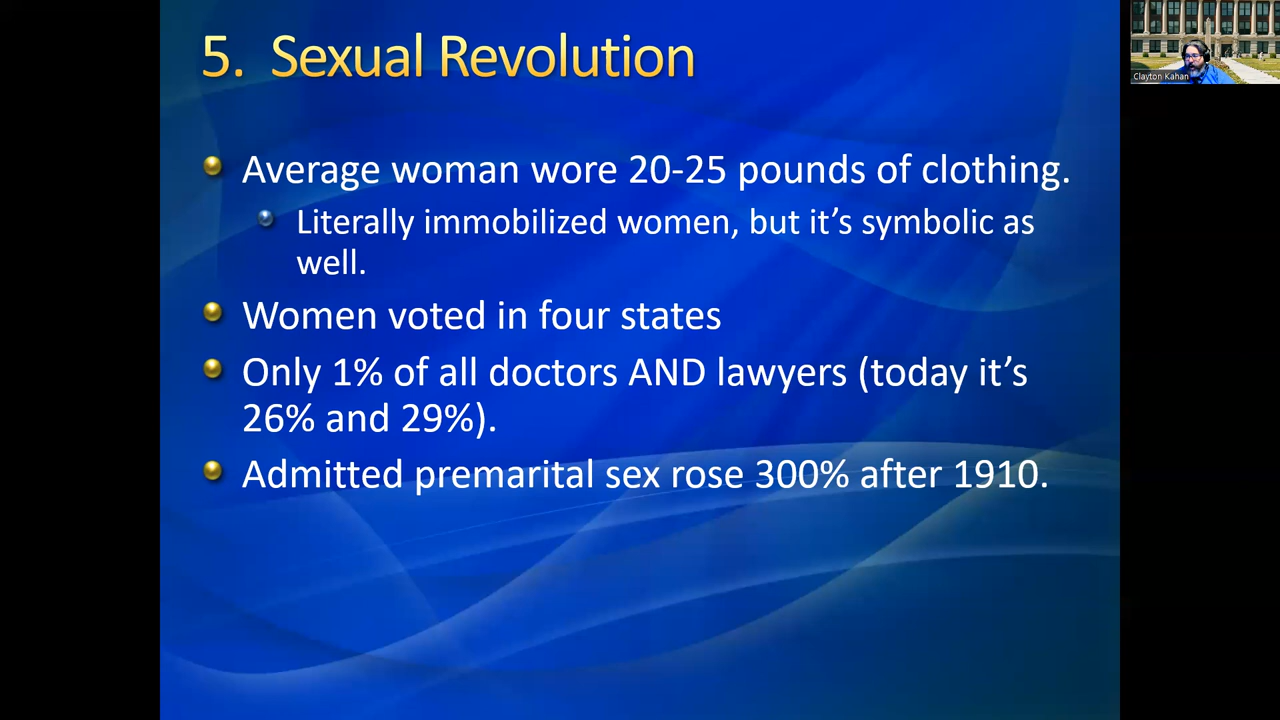 5. Sexual Revolution
Clayton Kahan
Average woman wore 20-25 pounds of clothing.
Literally immobilized women, but it's symbolic as
well.
Women voted in four states
Only 1% of all doctors AND lawyers (today it's
26% and 29%).
Admitted premarital sex rose 300% after 1910.